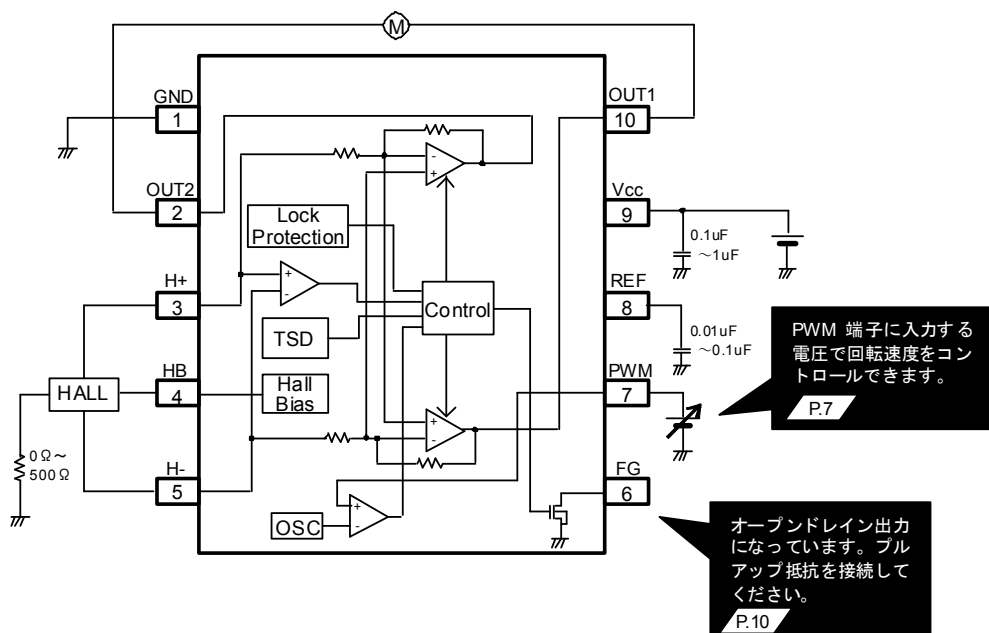 M
GND
1
OUT2
2
H+
3
HB
4
H-
5
HALL
0Ω～
500Ω
Lock
Protection
TSD
Hall
Bias
OSC
Control
-
+
+
-
+
-
+
-
OUT1
10
Vcc
9
0.1uF
～1uF
REF
8
0.01uF
～0.1uF
PWM
7
FG
6
PWM 端子に入力する
電圧で回転速度をコン
トロールできます。
P.7
オープンドレイン出力
になっています。プル
アップ抵抗を接続して
ください。
P.10